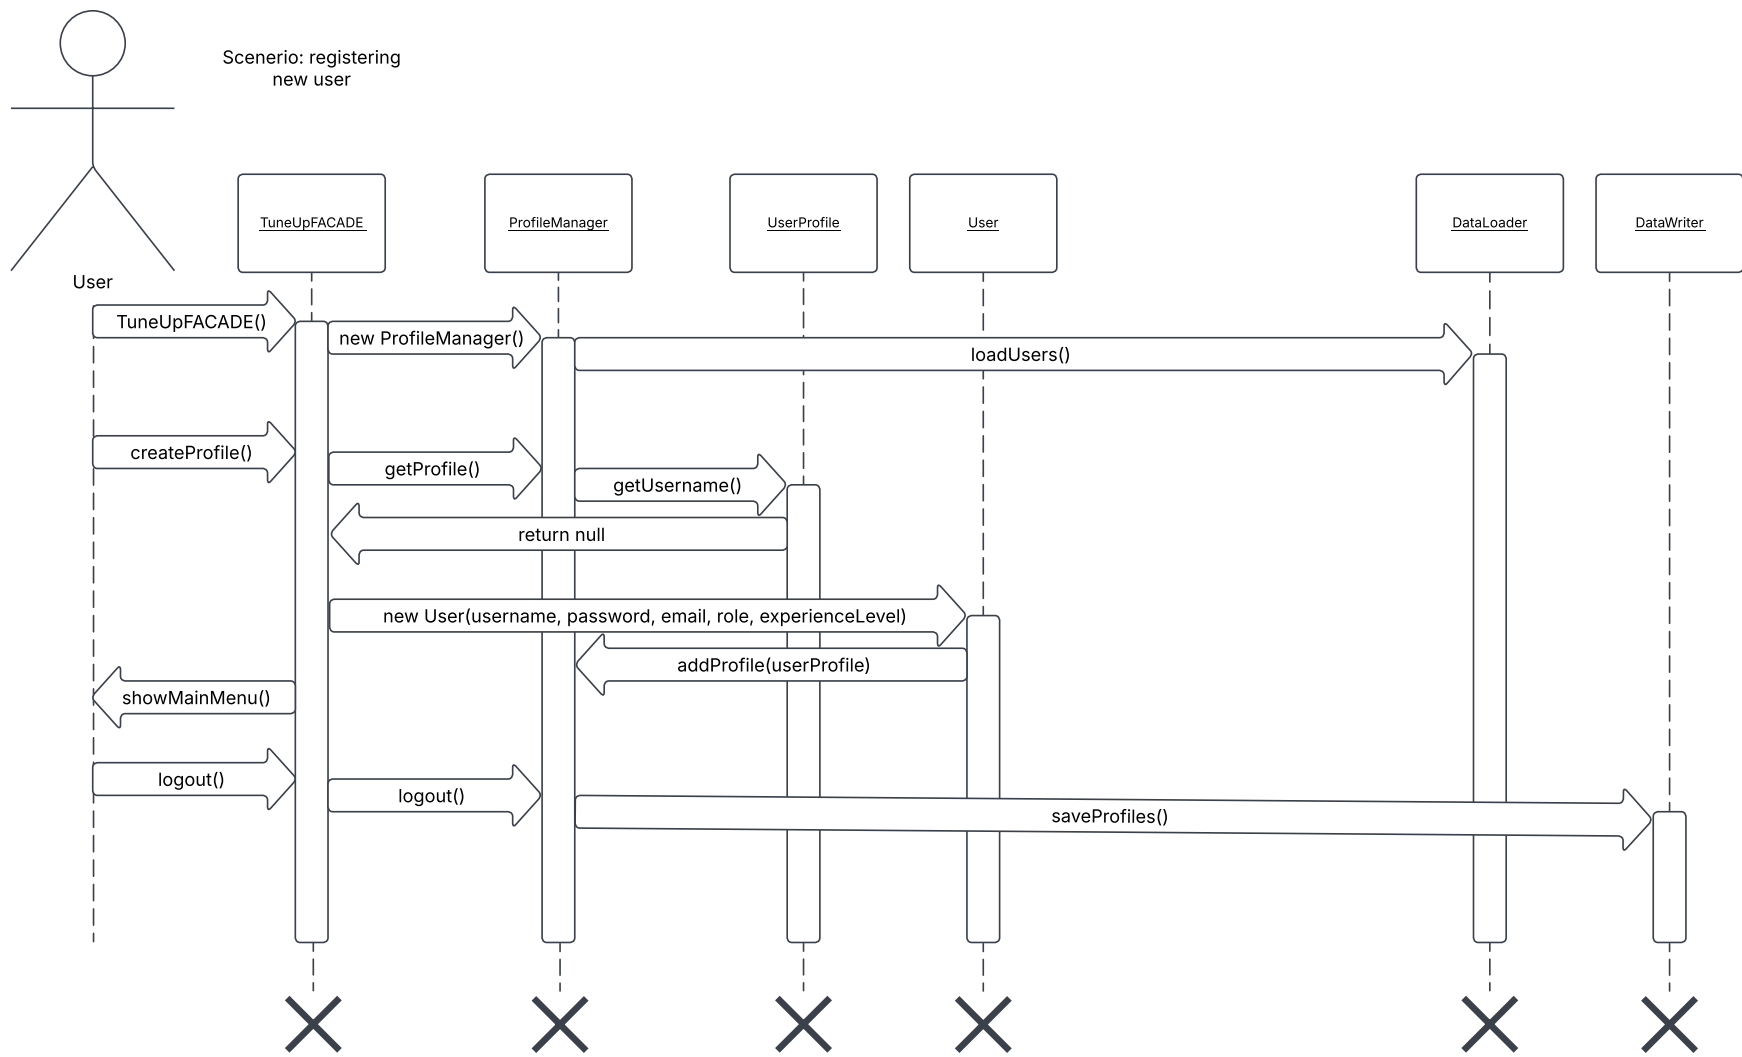 Scenerio: registering
new user
TuneUpFACADE
ProfileManager
UserProfile
User
DataLoader
DataWriter
User
TuneUpFACADE()
new ProfileManager()
loadUsers()
createProfile()
getProfile()
getUsername()
return null
new User(username, password, email, role, experienceLevel)
addProfile(userProfile)
showMainMenu()
logout()
logout()
saveProfiles()